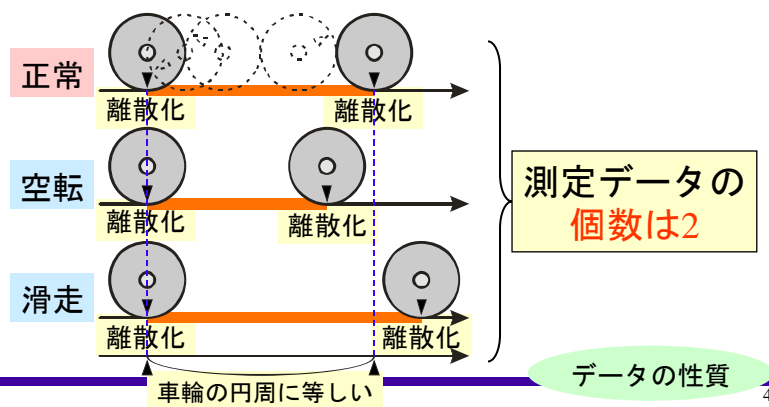 正常
離散化
離散化
空転
離散化
離散化
滑走
離散化
離散化
車輪の円周に等しい
測定データの
個数は2
データの性質
4